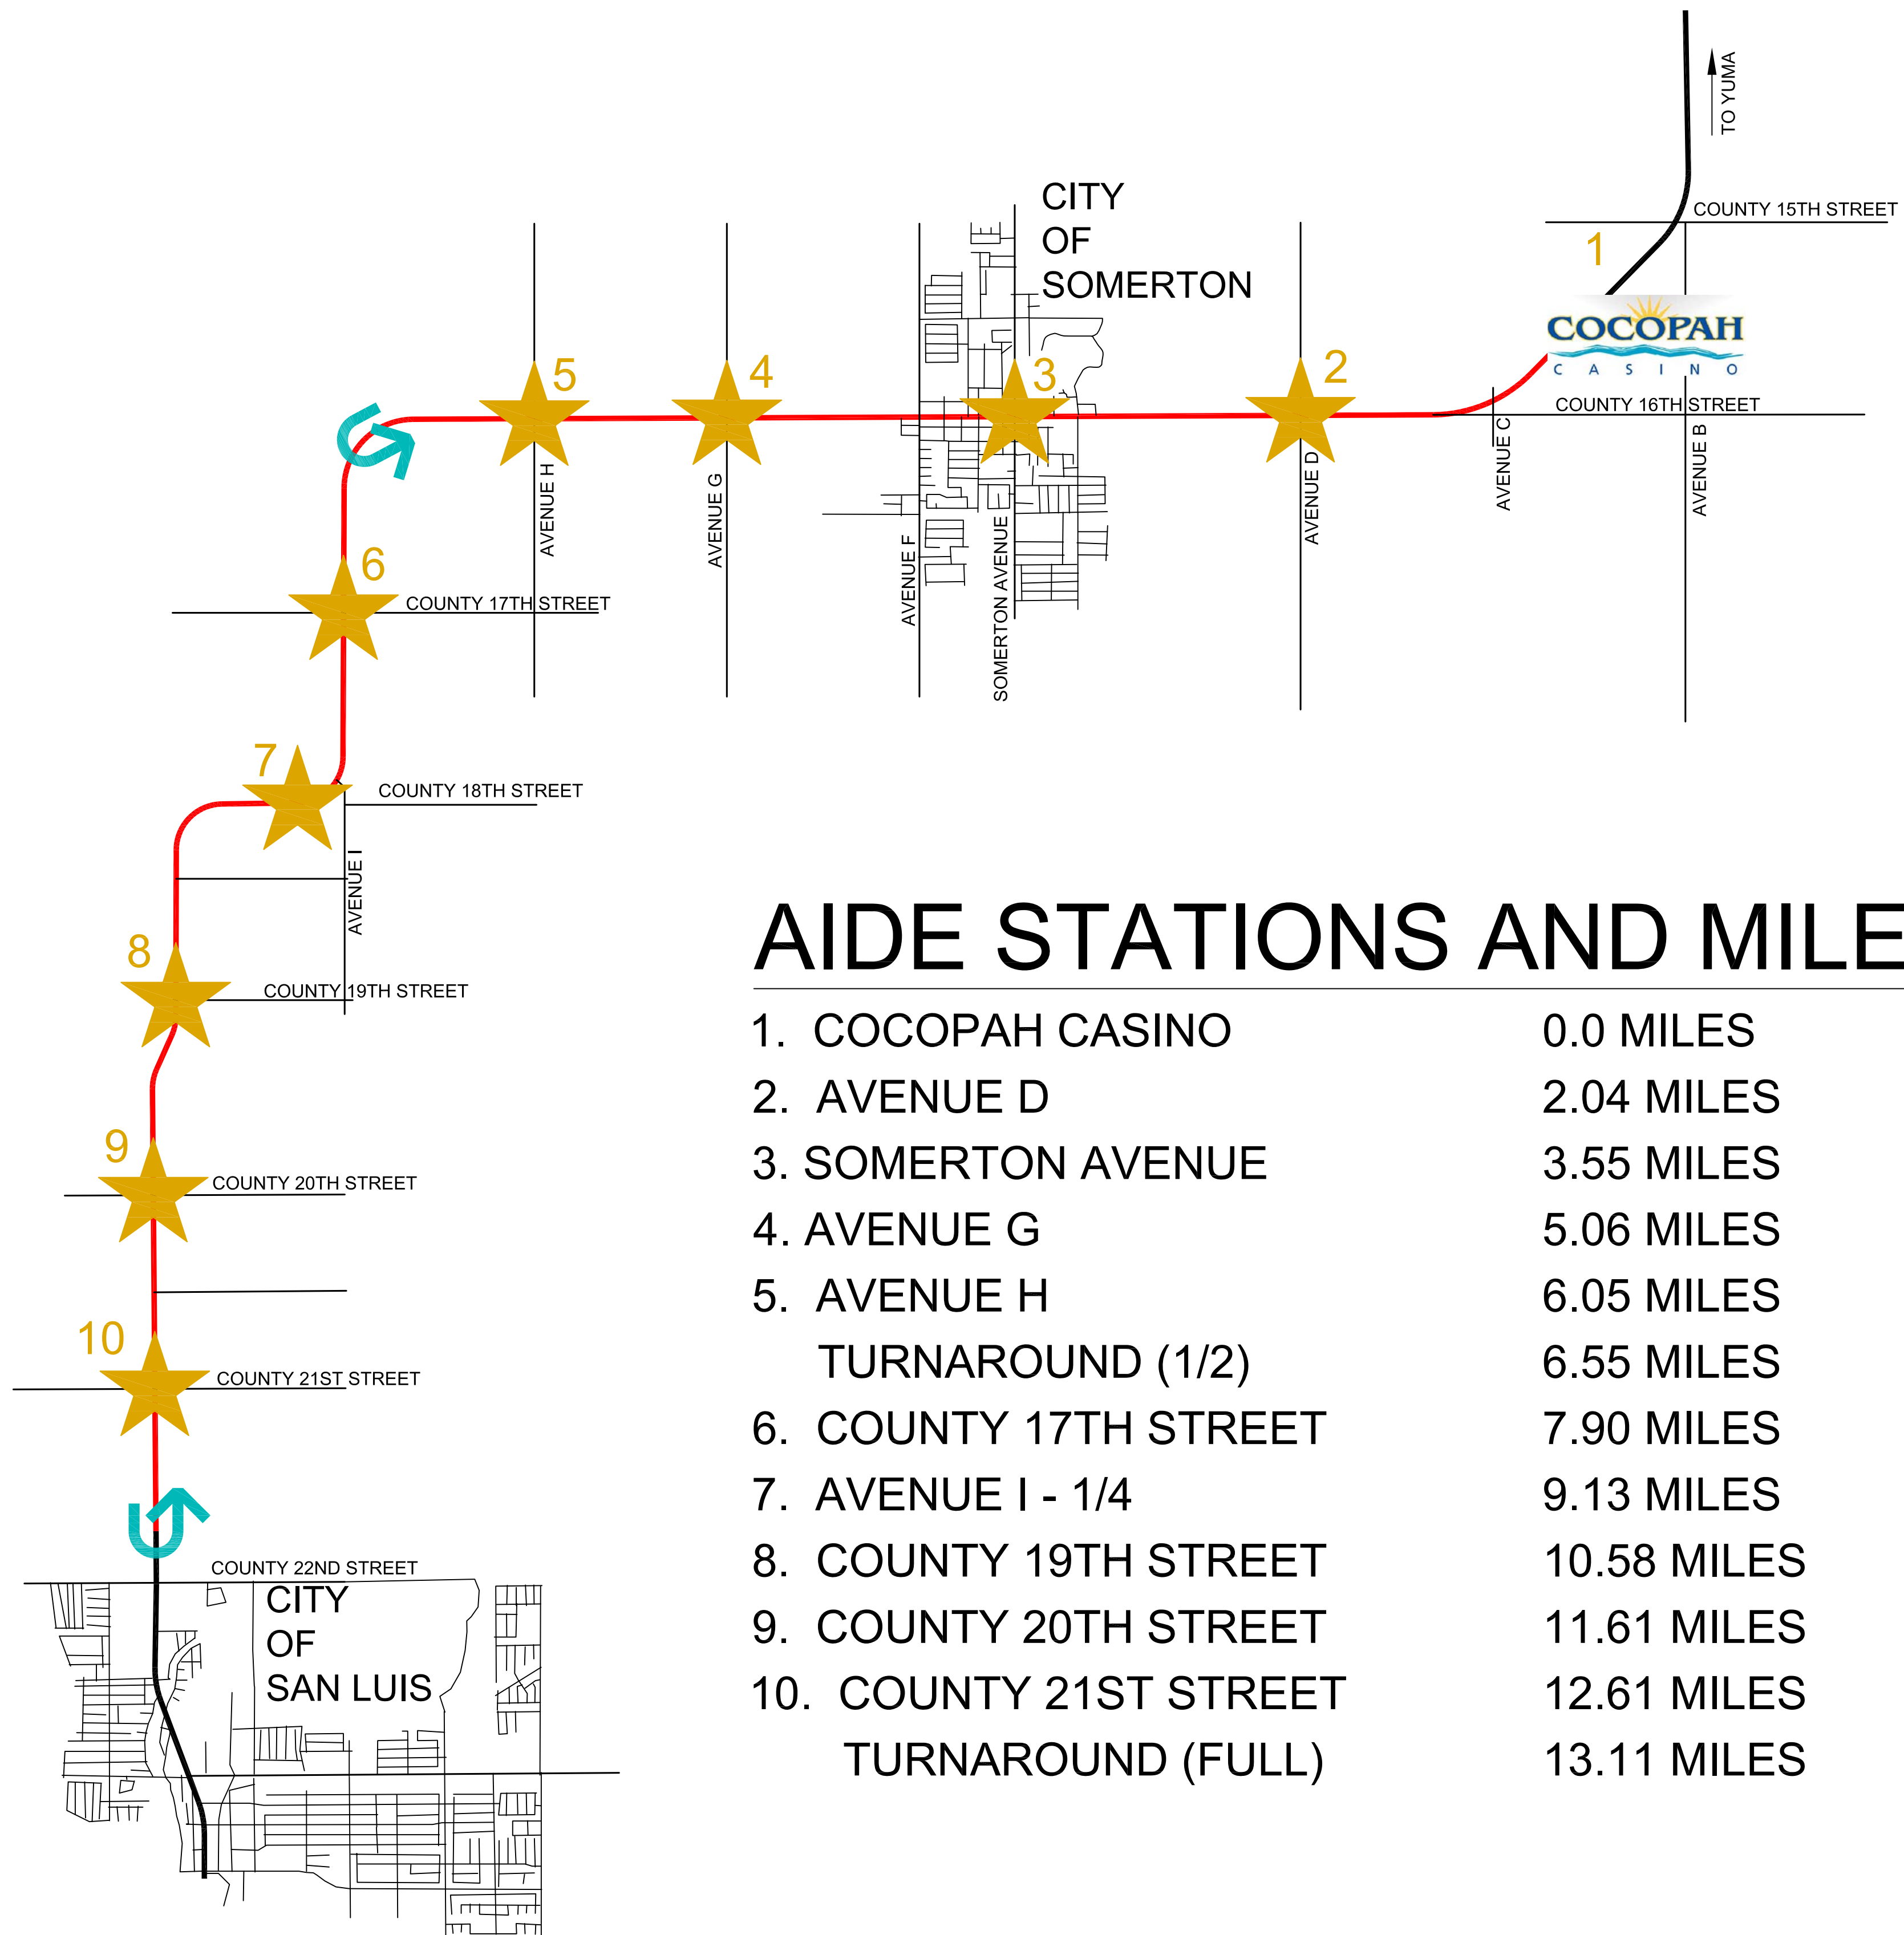 TO YUMA
COUNTY 15TH STREET
1
CITY
OF
SOMERTON
COCOPAH
CASINO
5
4
3
2
COUNTY 16TH STREET
AVENUE C
AVENUE B
AVENUE H
AVENUE G
AVENUE D
AVENUE F
SOMERTON AVENUE
6
COUNTY 17TH STREET
7
COUNTY 18TH STREET
AVENUE I
8
COUNTY 19TH STREET
9
COUNTY 20TH STREET
10
COUNTY 21ST STREET
COUNTY 22ND STREET
CITY
OF
SAN LUIS
AIDE STATIONS AND MILE
1. COCOPAH CASINO 0.0 MILES
2. AVENUE D 2.04 MILES
3. SOMERTON AVENUE 3.55 MILES
4. AVENUE G 5.06 MILES
5. AVENUE H 6.05 MILES
TURNAROUND (1/2) 6.55 MILES
6. COUNTY 17TH STREET 7.90 MILES
7. AVENUE I - 1/4 9.13 MILES
8. COUNTY 19TH STREET 10.58 MILES
9. COUNTY 20TH STREET 11.61 MILES
10. COUNTY 21ST STREET 12.61 MILES
TURNAROUND (FULL) 13.11 MILES